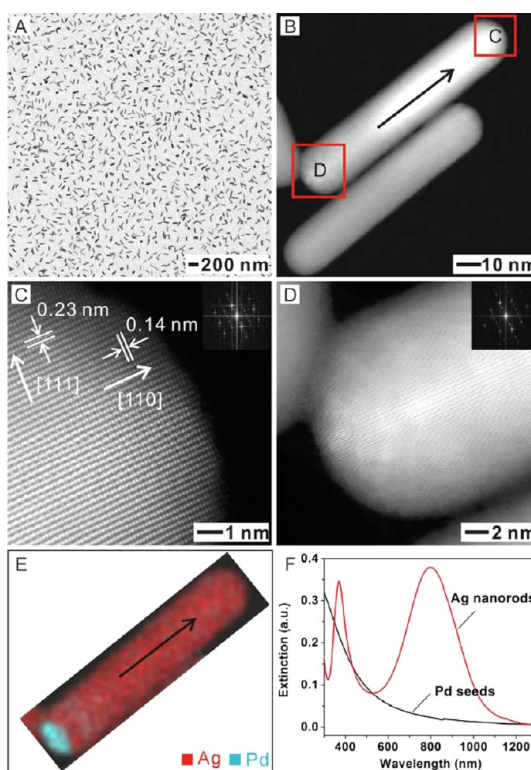 A
200 nm
B
C
D
10 nm
C
0.23 nm
0.14 nm
[111]
[110]
1 nm
D
2 nm
E
Ag Pd
F
0.4
0.3
0.2
0.1
0.0
Extinction (a.u.)
Ag nanorods
Pd seeds
400 600 800 1000 1200
Wavelength (nm)